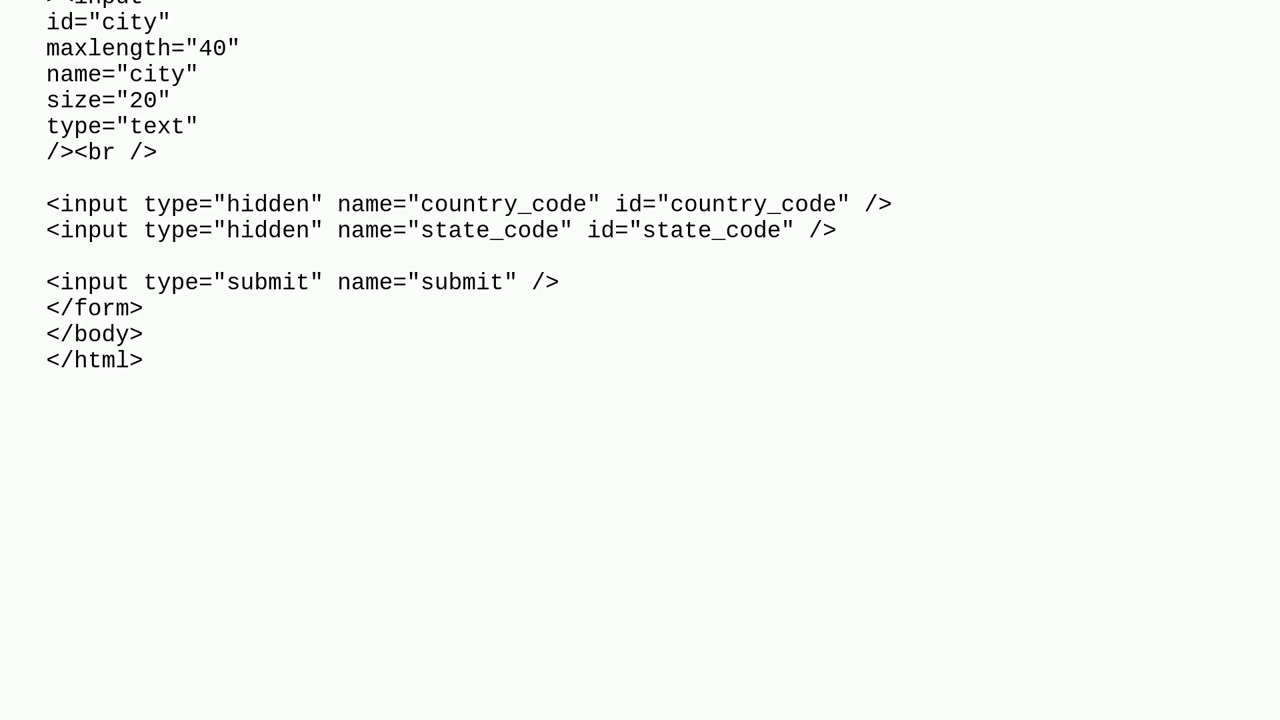 ><input
id="city"
maxlength="40"
name="city"
size="20"
type="text"
/><br />
<input type="hidden" name="country_code" id="country_code" />
<input type="hidden" name="state_code" id="state_code" />
<input type="submit" name="submit" />
</form>
</body>
</html>